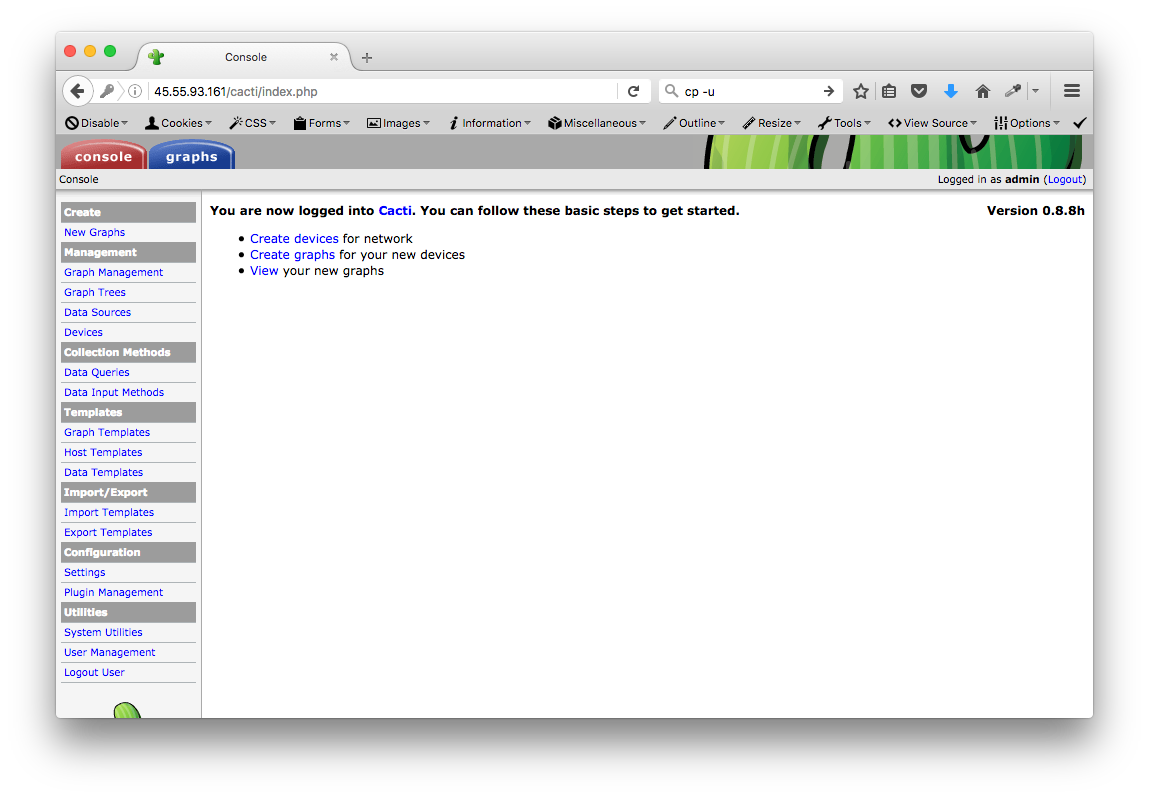 Console
45.55.93.161/cacti/index.php
cp -u
Disable Cookies CSS Forms Images Information Miscellaneous Outline Resize Tools View Source Options
console graphs
Console
Logged in as admin (Logout)
Create
New Graphs
Management
Graph Management
Graph Trees
Data Sources
Devices
Collection Methods
Data Queries
Data Input Methods
Templates
Graph Templates
Host Templates
Data Templates
Import/Export
Import Templates
Export Templates
Configuration
Settings
Plugin Management
Utilities
System Utilities
User Management
Logout User
You are now logged into Cacti. You can follow these basic steps to get started.
Version 0.8.8h
• Create devices for network
• Create graphs for your new devices
• View your new graphs